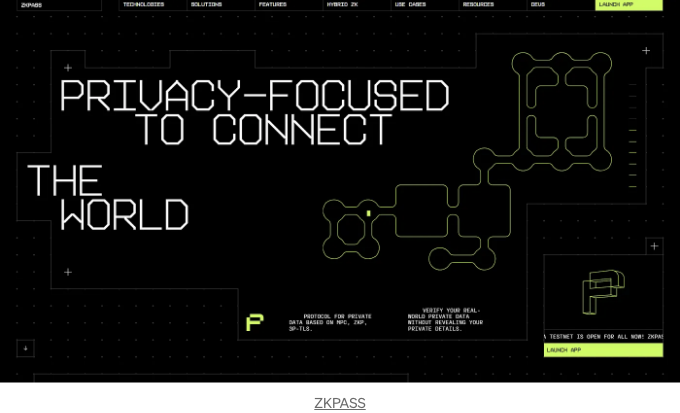 ZKPASS
TECHNOLOGIES
SOLUTIONS
FEATURES
HYBRID ZK
USE CASES
RESOURCES
DEVS
LAUNCH APP
PRIVACY-FOCUSED
TO CONNECT
THE
WORLD
PROTOCOL FOR PRIVATE
DATA BASED ON MPC, ZKP,
3P-TLS.
VERIFY YOUR REAL-
WORLD PRIVATE DATA
WITHOUT REVEALING YOUR
PRIVATE DETAILS.
TESTNET IS OPEN FOR ALL NOW! ZKPAS
LAUNCH APP
ZKPASS